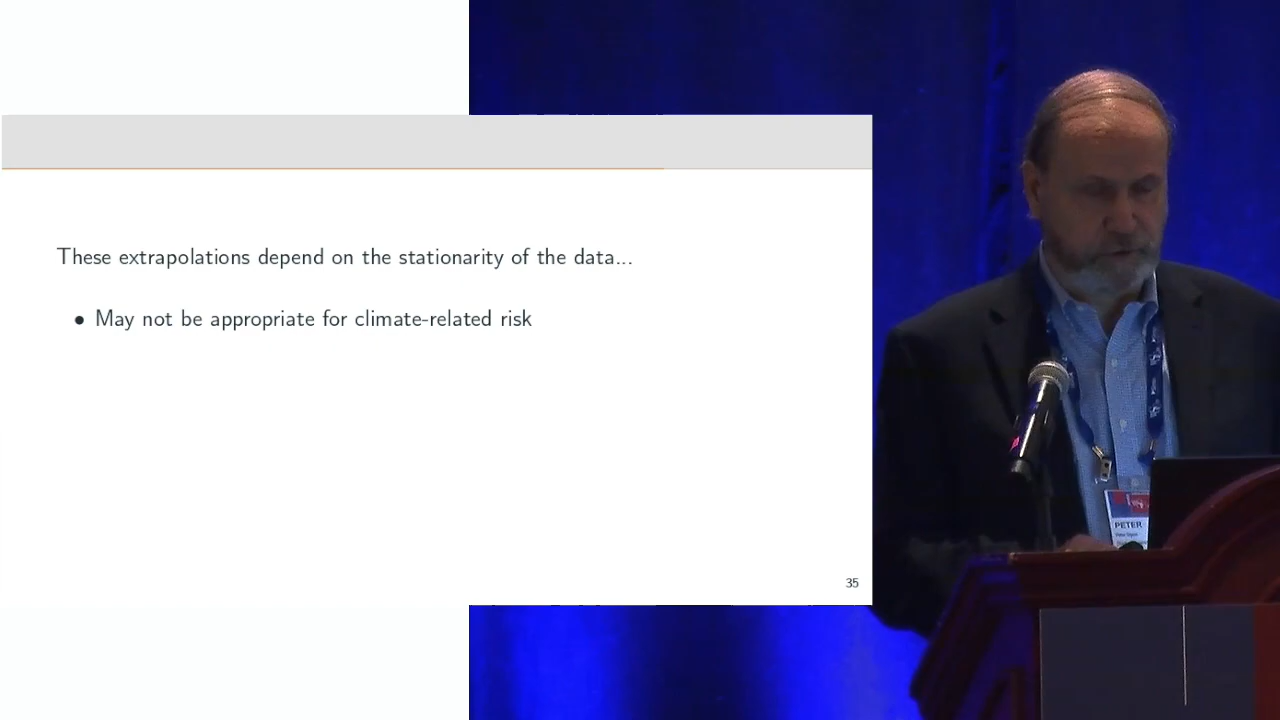 These extrapolations depend on the stationarity of the data...
• May not be appropriate for climate-related risk
35
PETER